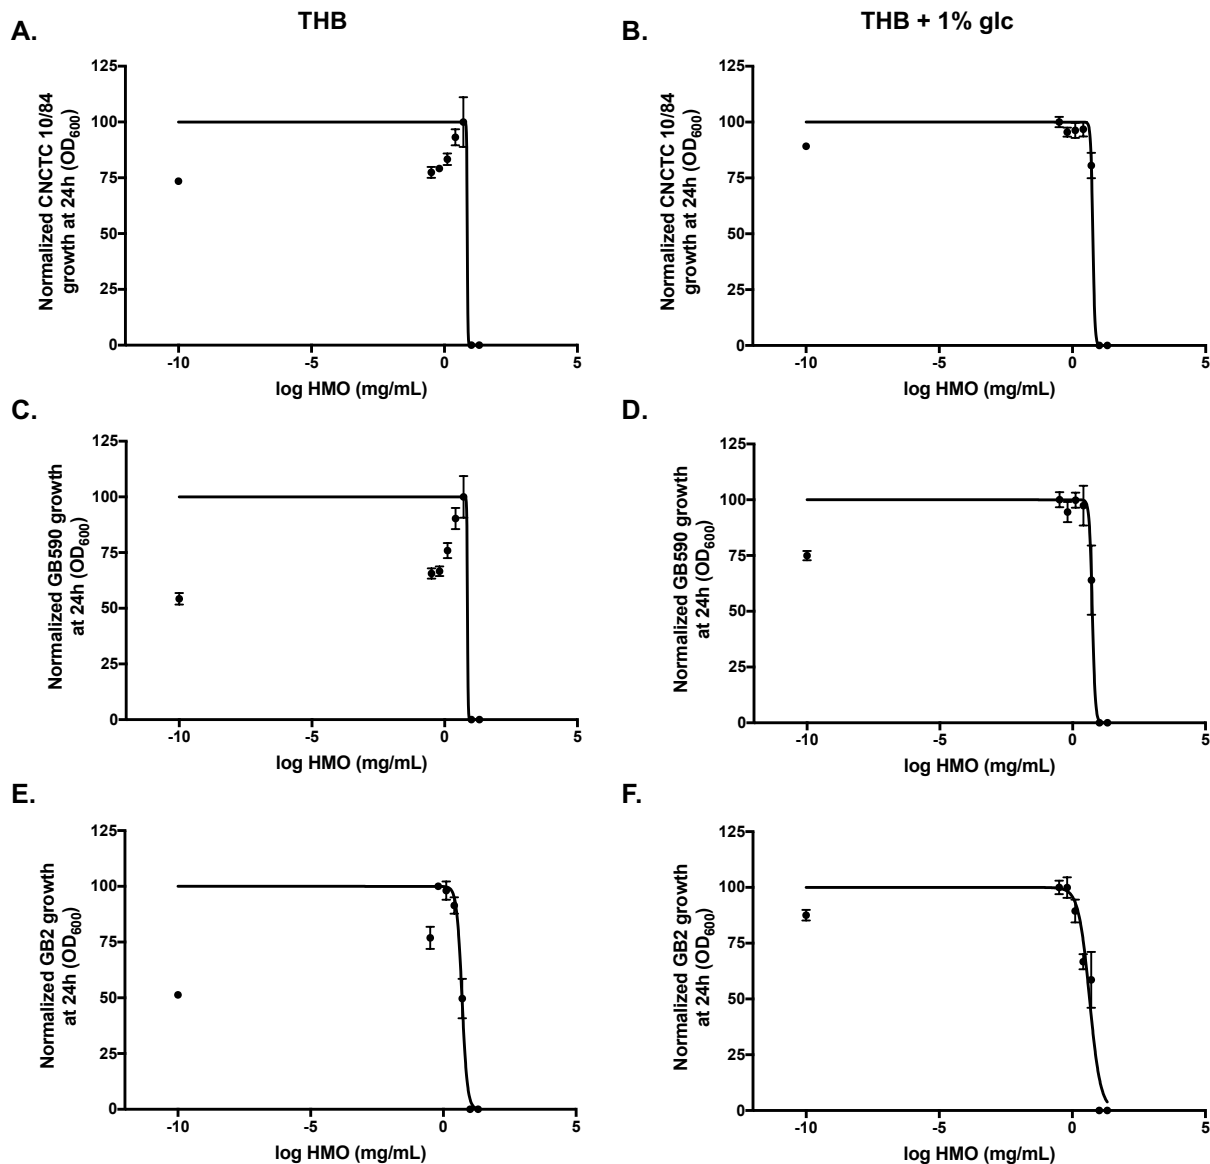 THB
THB + 1% glc
A.
Normalized CNCTC 10/84
growth at 24h (OD600)
125
100
75
50
25
0
-10
-5
0
5
log HMO (mg/mL)
B.
Normalized CNCTC 10/84
growth at 24h (OD600)
125
100
75
50
25
0
-10
-5
0
5
log HMO (mg/mL)
C.
Normalized GB590 growth
at 24h (OD600)
125
100
75
50
25
0
-10
-5
0
5
log HMO (mg/mL)
D.
Normalized GB590 growth
at 24h (OD600)
125
100
75
50
25
0
-10
-5
0
5
log HMO (mg/mL)
E.
Normalized GB2 growth
at 24h (OD600)
125
100
75
50
25
0
-10
-5
0
5
log HMO (mg/mL)
F.
Normalized GB2 growth
at 24h (OD600)
125
100
75
50
25
0
-10
-5
0
5
log HMO (mg/mL)